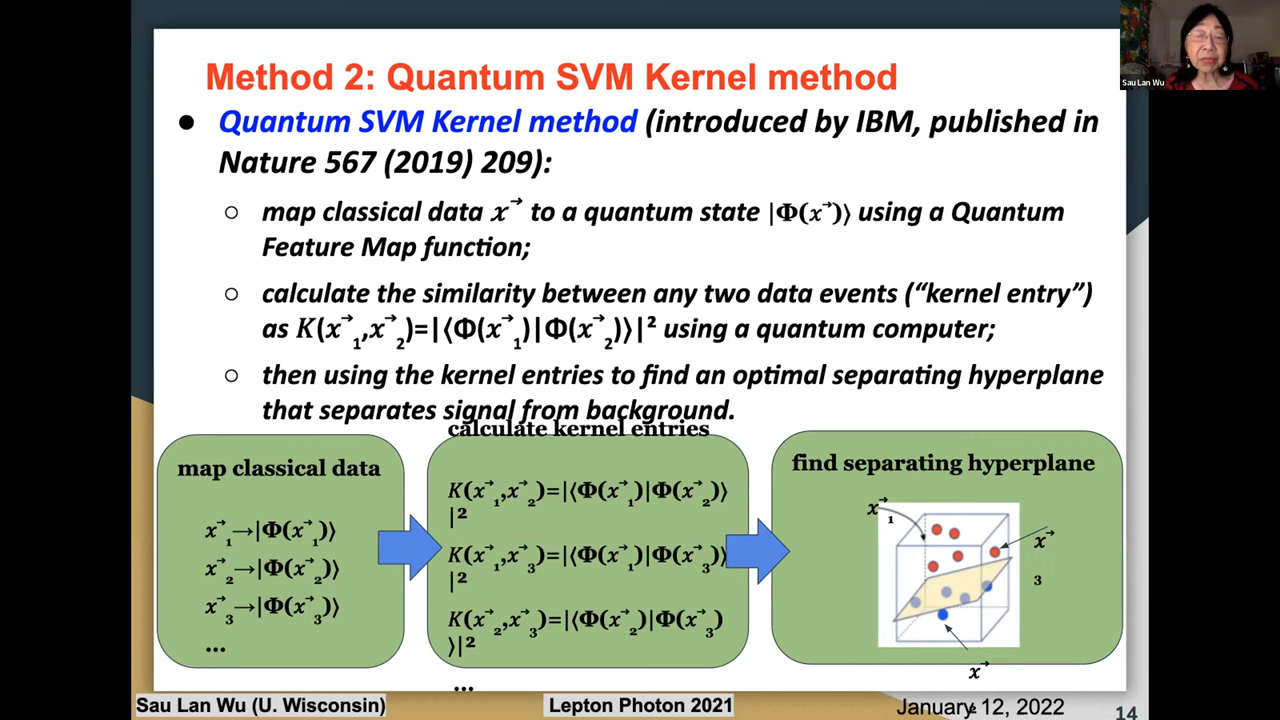 Method 2: Quantum SVM Kernel method
Sau Lan Wu
● Quantum SVM Kernel method (introduced by IBM, published in
Nature 567 (2019) 209):
○ map classical data x⃗ to a quantum state |Φ(x⃗)⟩ using a Quantum
Feature Map function;
○ calculate the similarity between any two data events (“kernel entry”)
as K(x⃗₁,x⃗₂)=|⟨Φ(x⃗₁)|Φ(x⃗₂)⟩|² using a quantum computer;
○ then using the kernel entries to find an optimal separating hyperplane
that separates signal from background.
map classical data
x⃗₁→|Φ(x⃗₁)⟩
x⃗₂→|Φ(x⃗₂)⟩
x⃗₃→|Φ(x⃗₃)⟩
...
calculate kernel entries
K(x⃗₁,x⃗₂)=|⟨Φ(x⃗₁)|Φ(x⃗₂)⟩
|²
K(x⃗₁,x⃗₃)=|⟨Φ(x⃗₁)|Φ(x⃗₃)⟩
|²
K(x⃗₂,x⃗₃)=|⟨Φ(x⃗₂)|Φ(x⃗₃)
⟩|²
...
find separating hyperplane
x⃗₁
x⃗
3
x⃗
Sau Lan Wu (U. Wisconsin)
Lepton Photon 2021
January 12, 2022
14